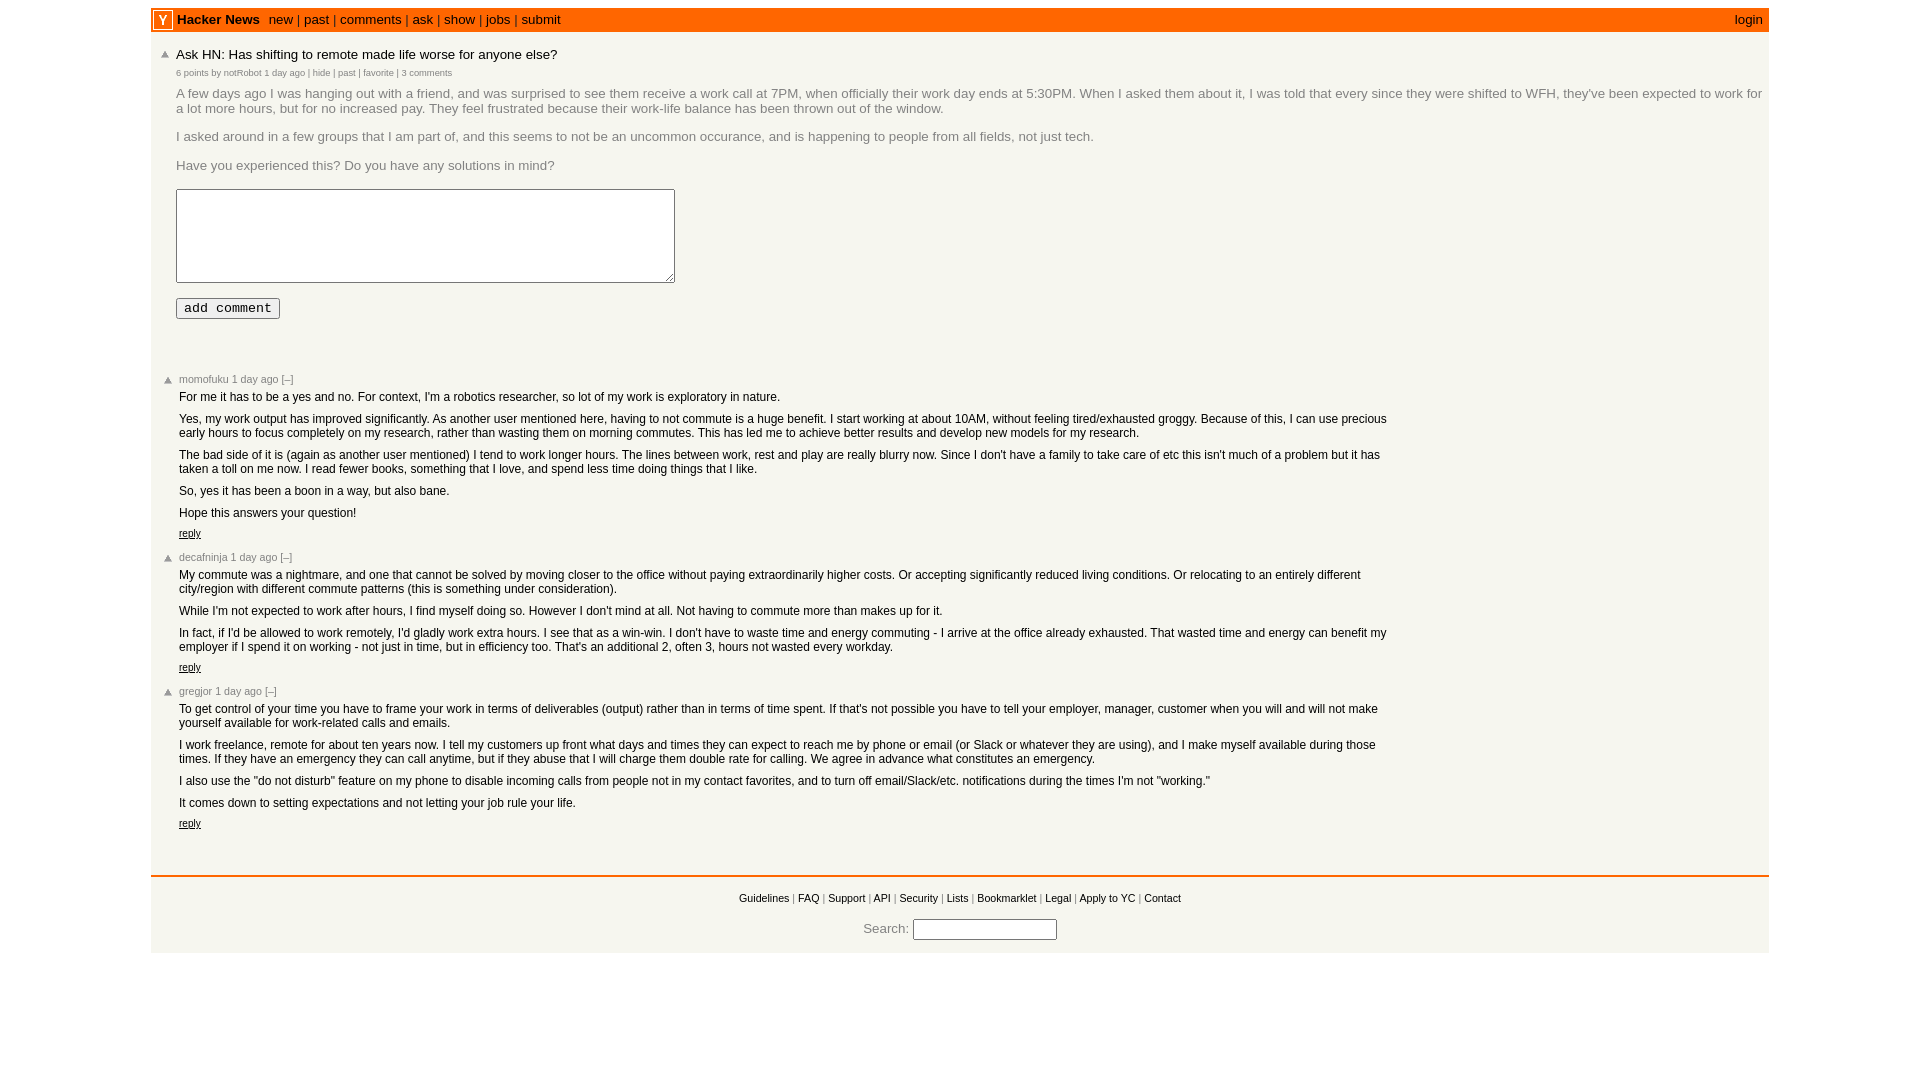 Y Hacker News new | past | comments | ask | show | jobs | submit login
Ask HN: Has shifting to remote made life worse for anyone else?
6 points by notRobot 1 day ago | hide | past | favorite | 3 comments
A few days ago I was hanging out with a friend, and was surprised to see them receive a work call at 7PM, when officially their work day ends at 5:30PM. When I asked them about it, I was told that every since they were shifted to WFH, they've been expected to work for
a lot more hours, but for no increased pay. They feel frustrated because their work-life balance has been thrown out of the window.
I asked around in a few groups that I am part of, and this seems to not be an uncommon occurance, and is happening to people from all fields, not just tech.
Have you experienced this? Do you have any solutions in mind?
add comment
momofuku 1 day ago [–]
For me it has to be a yes and no. For context, I'm a robotics researcher, so lot of my work is exploratory in nature.
Yes, my work output has improved significantly. As another user mentioned here, having to not commute is a huge benefit. I start working at about 10AM, without feeling tired/exhausted groggy. Because of this, I can use precious
early hours to focus completely on my research, rather than wasting them on morning commutes. This has led me to achieve better results and develop new models for my research.
The bad side of it is (again as another user mentioned) I tend to work longer hours. The lines between work, rest and play are really blurry now. Since I don't have a family to take care of etc this isn't much of a problem but it has
taken a toll on me now. I read fewer books, something that I love, and spend less time doing things that I like.
So, yes it has been a boon in a way, but also bane.
Hope this answers your question!
reply
decafninja 1 day ago [–]
My commute was a nightmare, and one that cannot be solved by moving closer to the office without paying extraordinarily higher costs. Or accepting significantly reduced living conditions. Or relocating to an entirely different
city/region with different commute patterns (this is something under consideration).
While I'm not expected to work after hours, I find myself doing so. However I don't mind at all. Not having to commute more than makes up for it.
In fact, if I'd be allowed to work remotely, I'd gladly work extra hours. I see that as a win-win. I don't have to waste time and energy commuting - I arrive at the office already exhausted. That wasted time and energy can benefit my
employer if I spend it on working - not just in time, but in efficiency too. That's an additional 2, often 3, hours not wasted every workday.
reply
gregjor 1 day ago [–]
To get control of your time you have to frame your work in terms of deliverables (output) rather than in terms of time spent. If that's not possible you have to tell your employer, manager, customer when you will and will not make
yourself available for work-related calls and emails.
I work freelance, remote for about ten years now. I tell my customers up front what days and times they can expect to reach me by phone or email (or Slack or whatever they are using), and I make myself available during those
times. If they have an emergency they can call anytime, but if they abuse that I will charge them double rate for calling. We agree in advance what constitutes an emergency.
I also use the "do not disturb" feature on my phone to disable incoming calls from people not in my contact favorites, and to turn off email/Slack/etc. notifications during the times I'm not "working."
It comes down to setting expectations and not letting your job rule your life.
reply
Guidelines | FAQ | Support | API | Security | Lists | Bookmarklet | Legal | Apply to YC | Contact
Search: